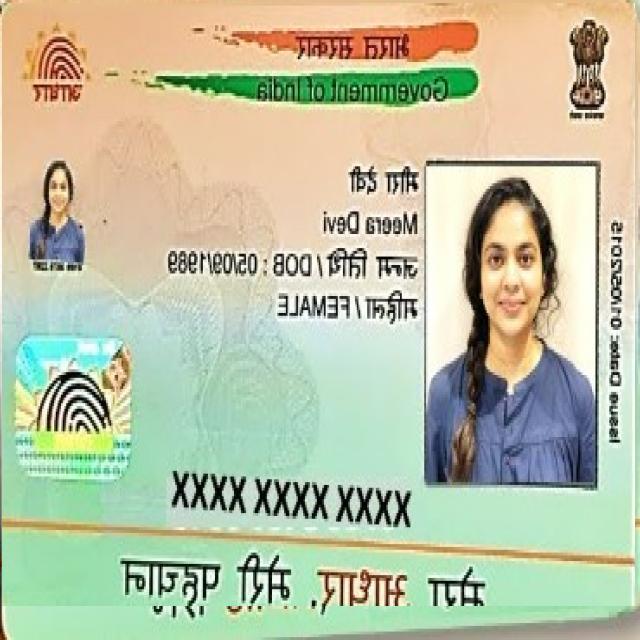 भारत सरकार
Government of India
आधार
मीरा देवी
Meera Devi
जन्म तिथि / DOB : 05/09/1989
महिला / FEMALE
Issue Date: 01/05/2015
XXXX XXXX XXXX
मेरा आधार, मेरी पहचान